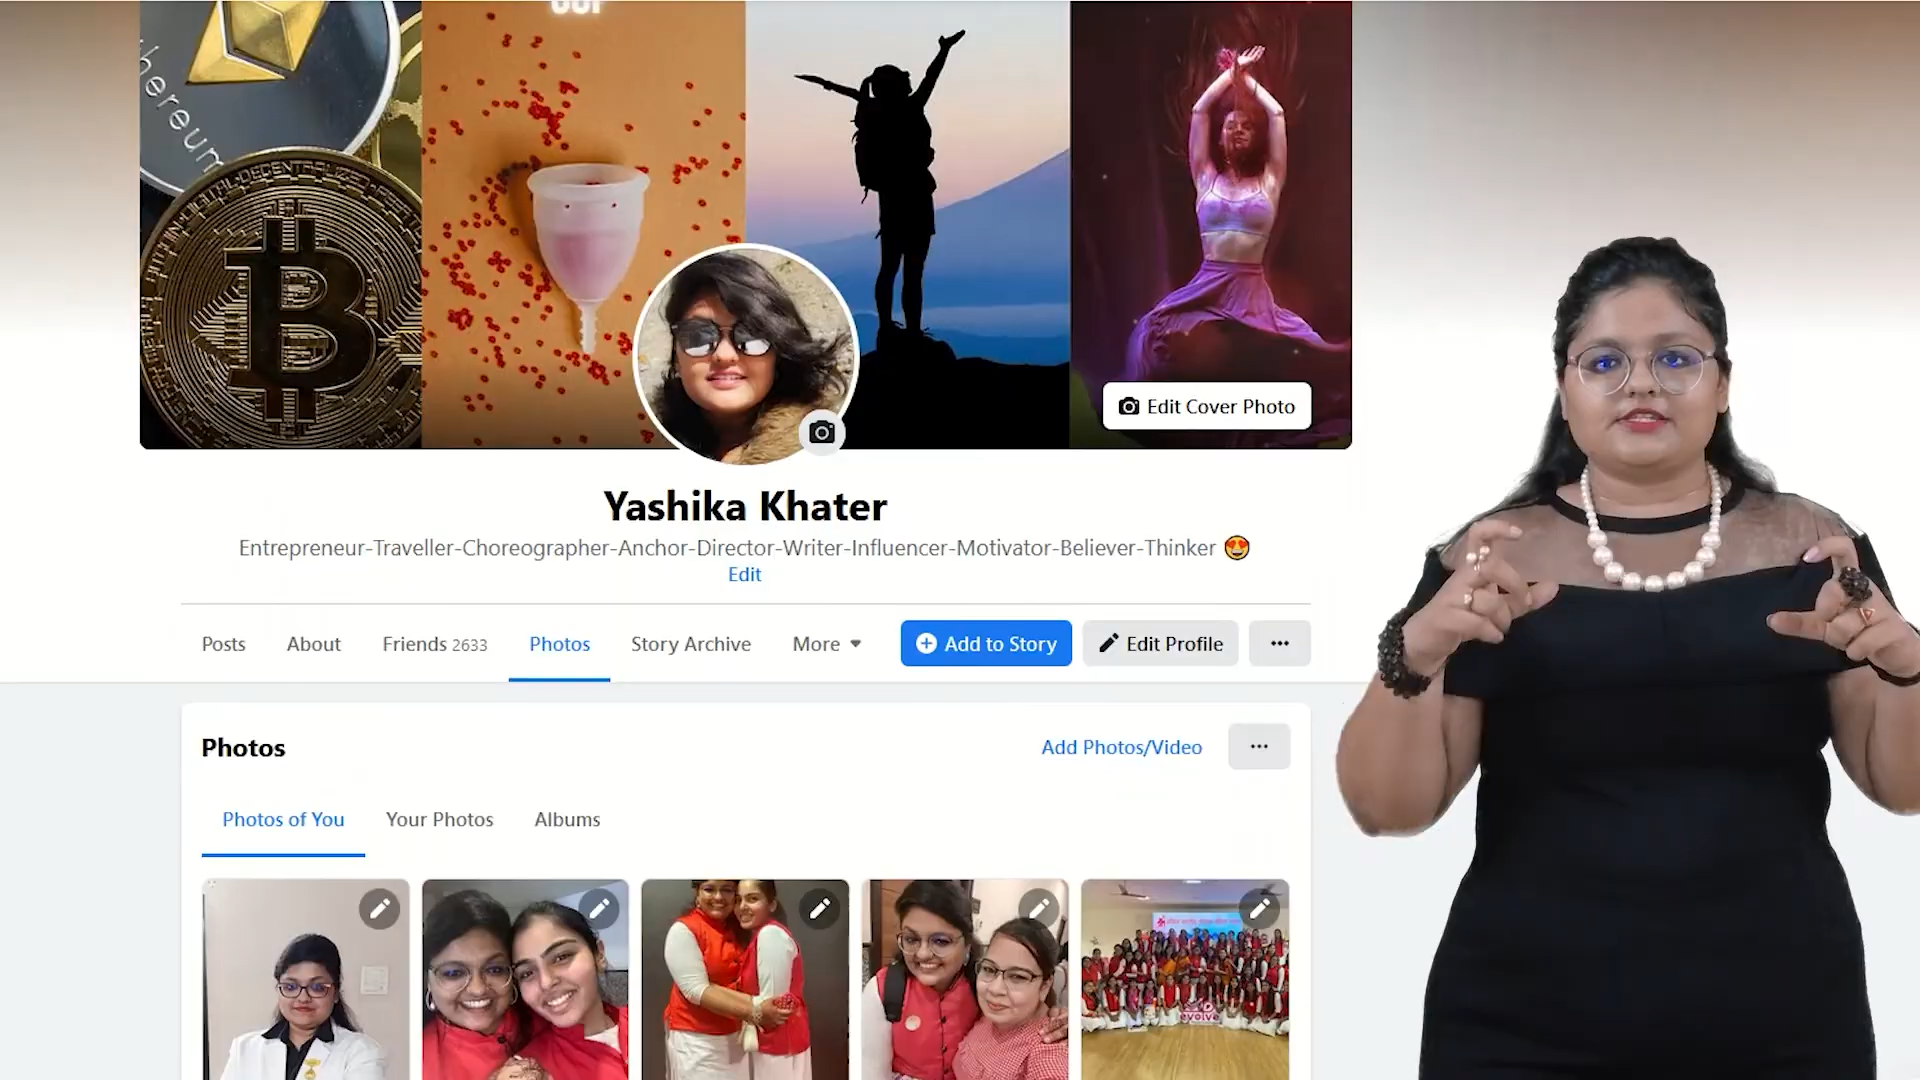 hereum
Yashika Khater
Entrepreneur-Traveller-Choreographer-Anchor-Director-Writer-Influencer-Motivator-Believer-Thinker 😍
Edit
Posts
About
Friends 2633
Photos
Story Archive
More
Add to Story
Edit Profile
Edit Cover Photo
Photos
Add Photos/Video
Photos of You
Your Photos
Albums
evolve